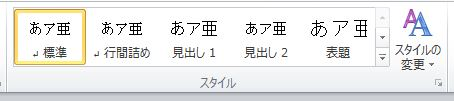 あア亜 あア亜 あア亜 あア亜 あア亜
↲ 標準 ↲ 行間詰め 見出し 1 見出し 2 表題
スタイルの
変更
スタイル